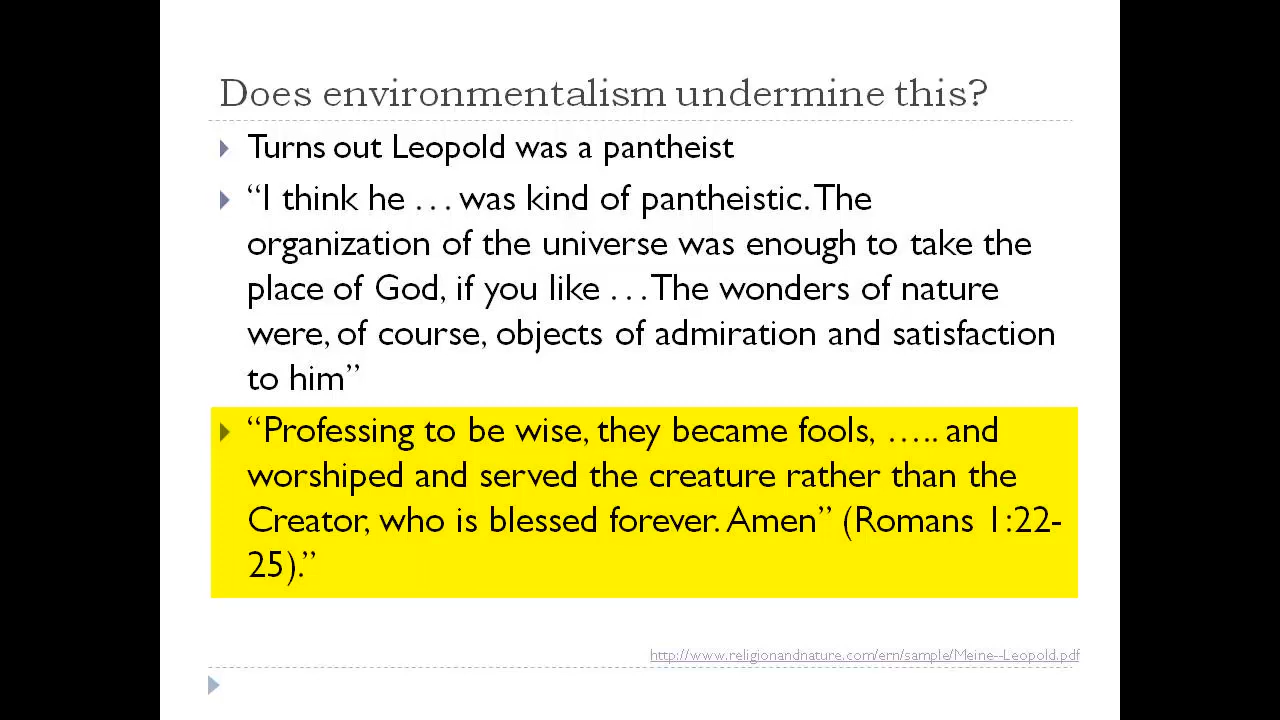 Does environmentalism undermine this?
Turns out Leopold was a pantheist
“I think he . . . was kind of pantheistic. The
organization of the universe was enough to take the
place of God, if you like . . . The wonders of nature
were, of course, objects of admiration and satisfaction
to him”
“Professing to be wise, they became fools, ….. and
worshiped and served the creature rather than the
Creator, who is blessed forever. Amen” (Romans 1:22-
25).”
http://www.religionandnature.com/ern/sample/Meine--Leopold.pdf